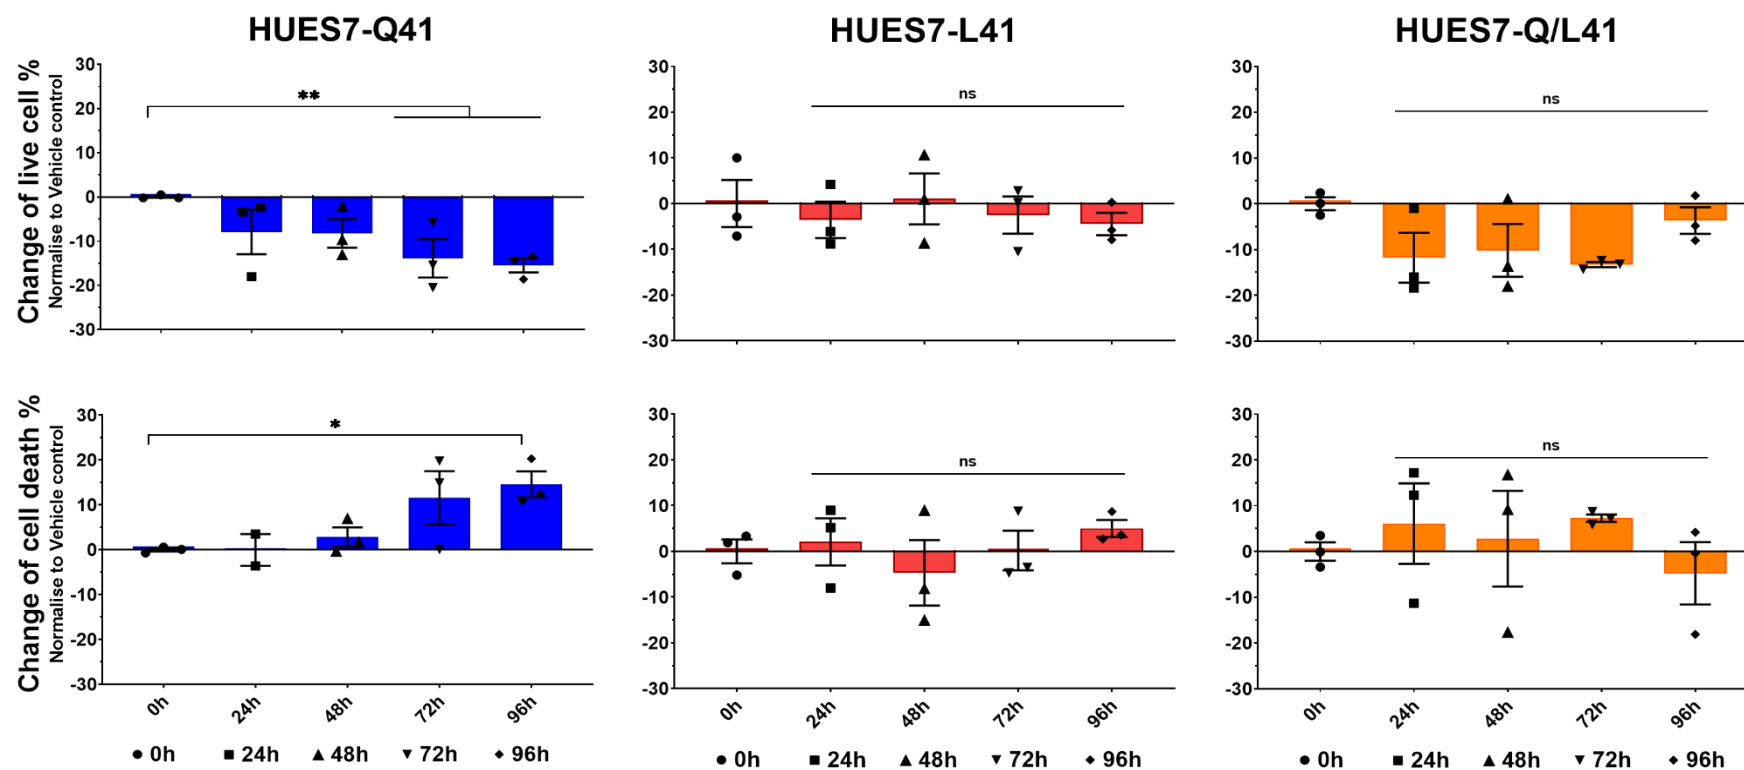 HUES7-Q41 HUES7-L41 HUES7-Q/L41
Change of live cell %
Normalise to Vehicle control
30
20
10
0
-10
-20
-30
**
30
20
10
0
-10
-20
-30
ns
30
20
10
0
-10
-20
-30
ns
Change of cell death %
Normalise to Vehicle control
30
20
10
0
-10
-20
-30
*
0h 24h 48h 72h 96h
30
20
10
0
-10
-20
-30
ns
0h 24h 48h 72h 96h
30
20
10
0
-10
-20
-30
ns
0h 24h 48h 72h 96h
0h 24h 48h 72h 96h
0h 24h 48h 72h 96h
0h 24h 48h 72h 96h